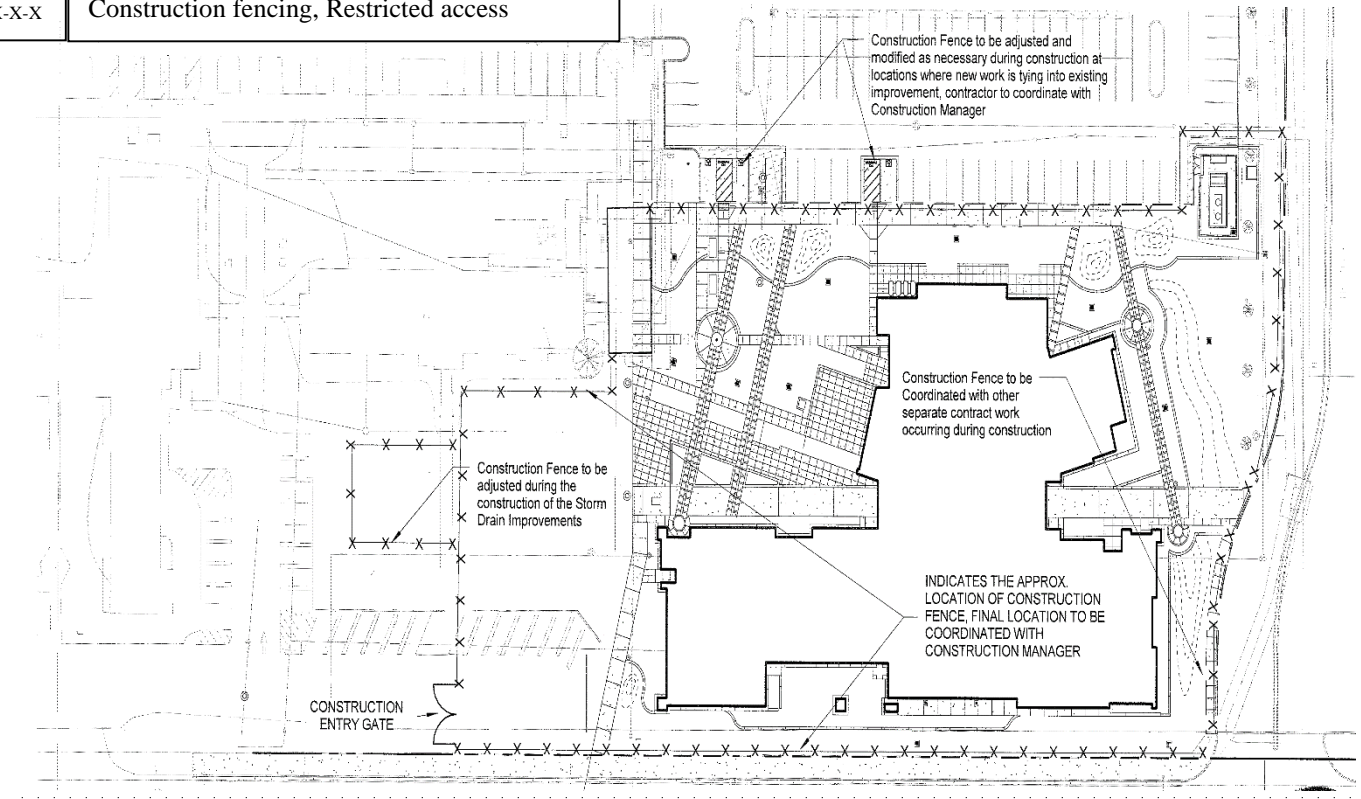 X-X-X
Construction fencing, Restricted access
Construction Fence to be adjusted and
modified as necessary during construction at
locations where new work is tying into existing
improvement, contractor to coordinate with
Construction Manager
Construction Fence to be
Coordinated with other
separate contract work
occurring during construction
Construction Fence to be
adjusted during the
construction of the Storm
Drain Improvements
INDICATES THE APPROX.
LOCATION OF CONSTRUCTION
FENCE, FINAL LOCATION TO BE
COORDINATED WITH
CONSTRUCTION MANAGER
CONSTRUCTION
ENTRY GATE